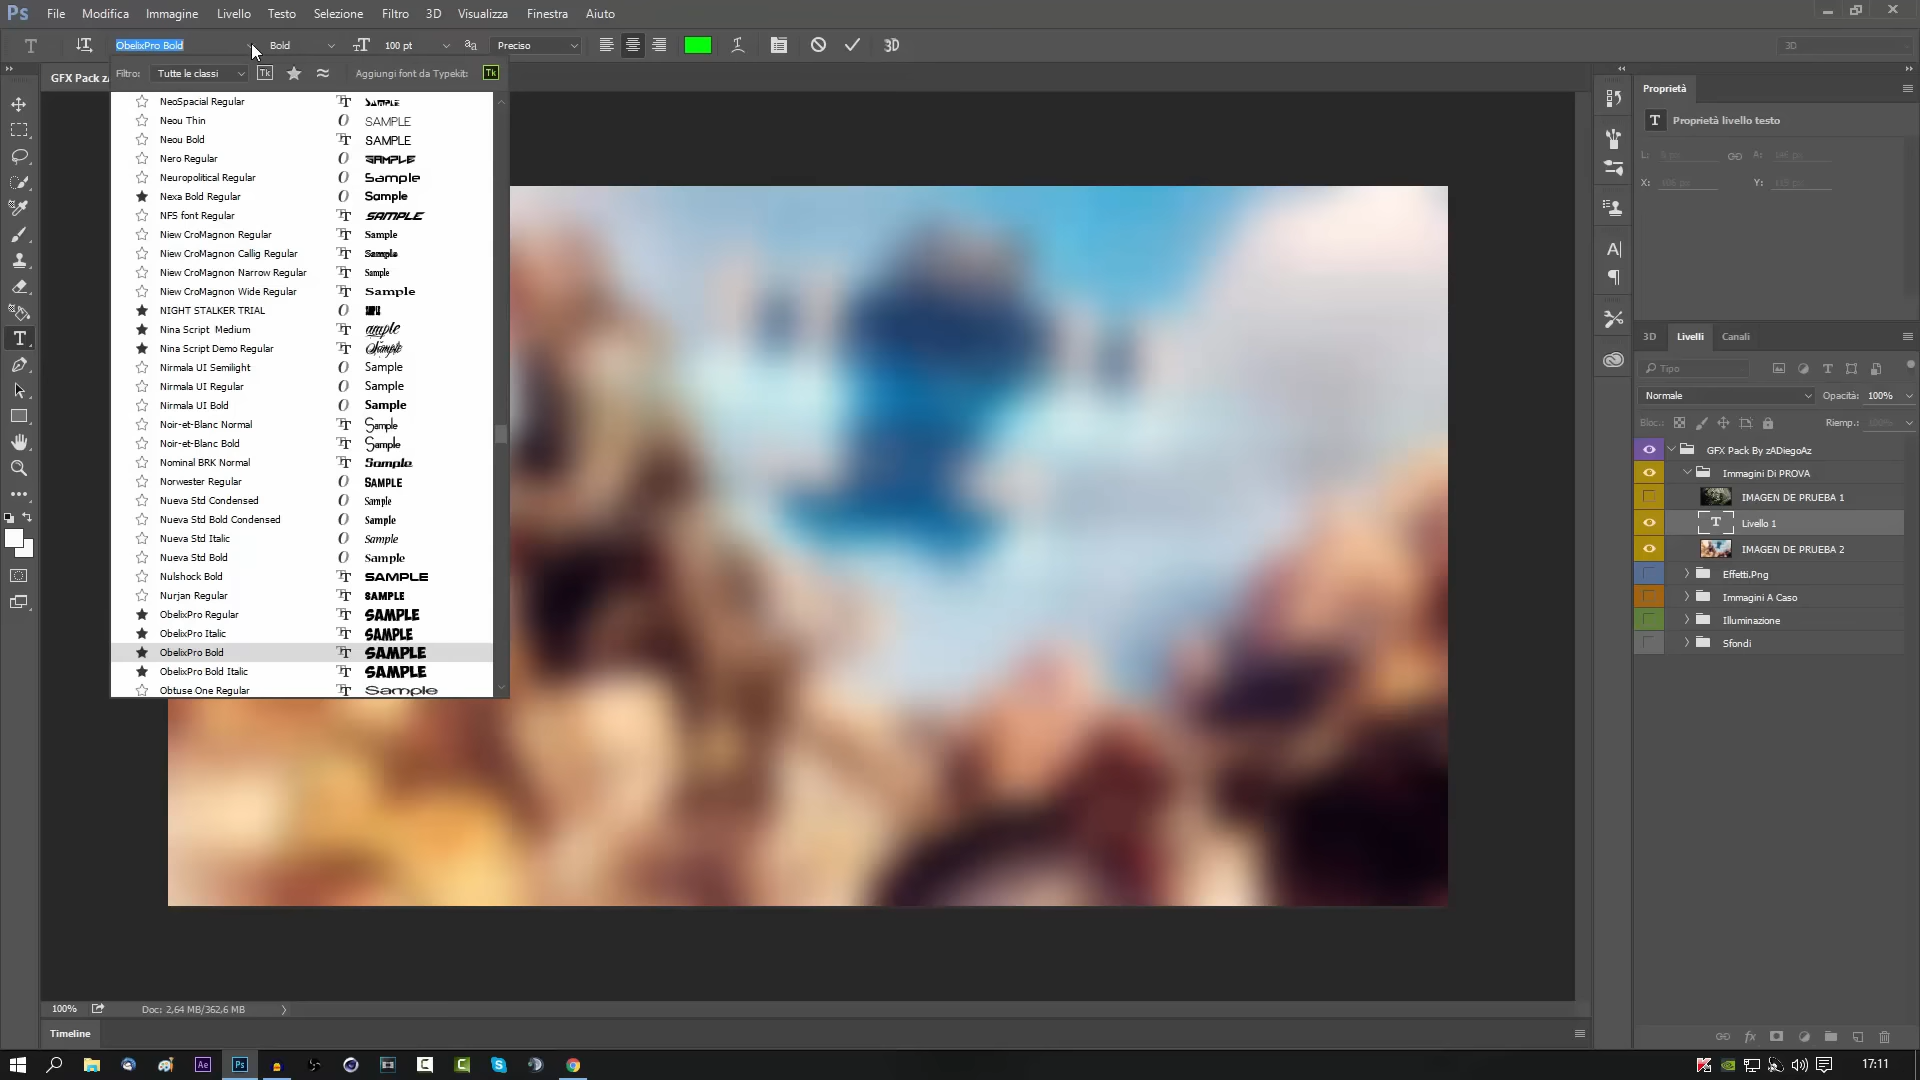 Ps File Modifica Immagine Livello Testo Selezione Filtro 3D Visualizza Finestra Aiuto
ObelixPro Bold Bold 100 pt aa Preciso 3D 3D
Filtro: Tutte le classi Tk Aggiungi font da Typekit: Tk
GFX Pack
NeoSpacial Regular SAMPLE
Neou Thin SAMPLE
Neou Bold SAMPLE
Nero Regular SAMPLE
Neuropolitical Regular Sample
Nexa Bold Regular Sample
NFS font Regular SAMPLE
Niew CroMagnon Regular Sample
Niew CroMagnon Callig Regular Sample
Niew CroMagnon Narrow Regular Sample
Niew CroMagnon Wide Regular Sample
NIGHT STALKER TRIAL
Nina Script Medium ample
Nina Script Demo Regular Sample
Nirmala UI Semilight Sample
Nirmala UI Regular Sample
Nirmala UI Bold Sample
Noir-et-Blanc Normal Sample
Noir-et-Blanc Bold Sample
Nominal BRK Normal Sample
Norwester Regular SAMPLE
Nueva Std Condensed Sample
Nueva Std Bold Condensed Sample
Nueva Std Italic Sample
Nueva Std Bold Sample
Nulshock Bold SAMPLE
Nurjan Regular SAMPLE
ObelixPro Regular SAMPLE
ObelixPro Italic SAMPLE
ObelixPro Bold SAMPLE
ObelixPro Bold Italic SAMPLE
Obtuse One Regular Sample
Proprietà
Proprietà livello testo
L: A:
X: Y:
3D Livelli Canali
Tipo
Normale Opacità: 100%
Bloc.: Riemp.: 100%
GFX Pack By zADiegoAz
Immagini Di PROVA
IMAGEN DE PRUEBA 1
Livello 1
IMAGEN DE PRUEBA 2
Effetti.Png
Immagini A Caso
Illuminazione
Sfondi
100% Doc: 2,64 MB/362,6 MB
Timeline
Ae Ps 17:11